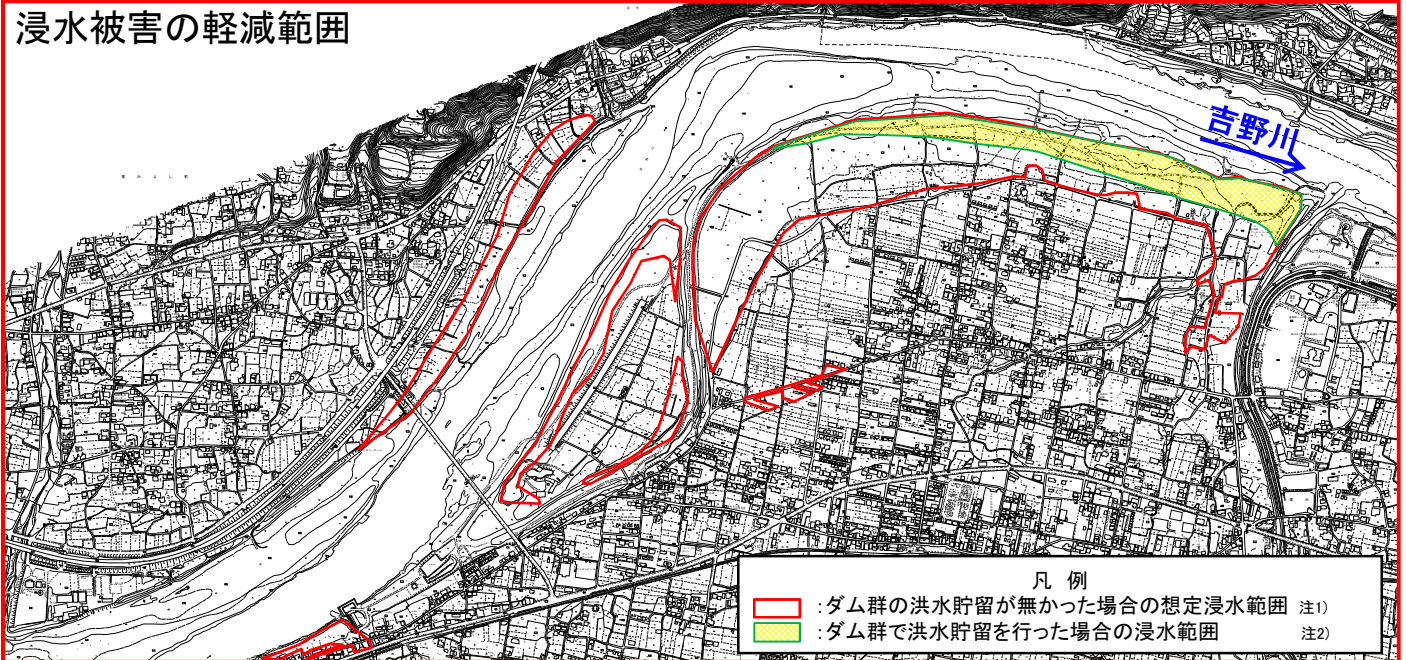 浸水被害の軽減範囲
吉野川
凡 例
:ダム群の洪水貯留が無かった場合の想定浸水範囲 注1)
:ダム群で洪水貯留を行った場合の浸水範囲 注2)